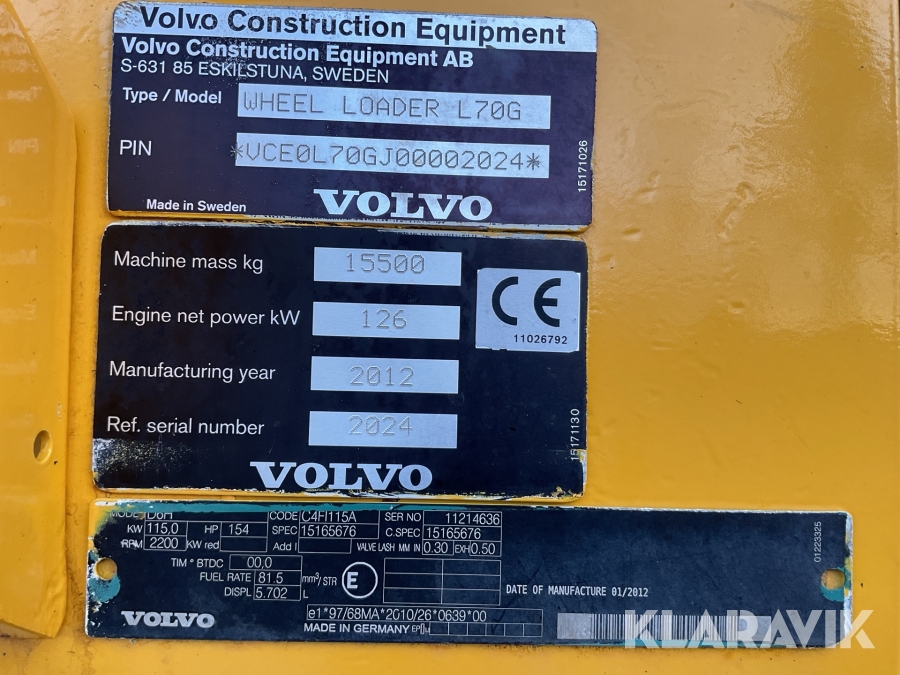 Volvo Construction Equipment
Volvo Construction Equipment AB
S-631 85 ESKILSTUNA, SWEDEN
Type / Model WHEEL LOADER L70G
PIN *VCE0L70GJ00002024*
Made in Sweden VOLVO
15171026
Machine mass kg 15500
Engine net power kW 126
CE
11026792
Manufacturing year 2012
Ref. serial number 2024
VOLVO
15171130
MODEL D6H CODE C4FI115A SER NO 11214636
KW 115,0 HP 154 SPEC 15165676 C.SPEC 15165676
RPM 2200 KW red Add I VALVE LASH MM IN 0.30 EXH 0.50
TIM ° BTDC 00,0
FUEL RATE 81.5 mm³/STR E
DISPL 5.702 L
DATE OF MANUFACTURE 01/2012
e1*97/68MA*2010/26*0639*00
VOLVO MADE IN GERMANY
01223325
KLARAVIK